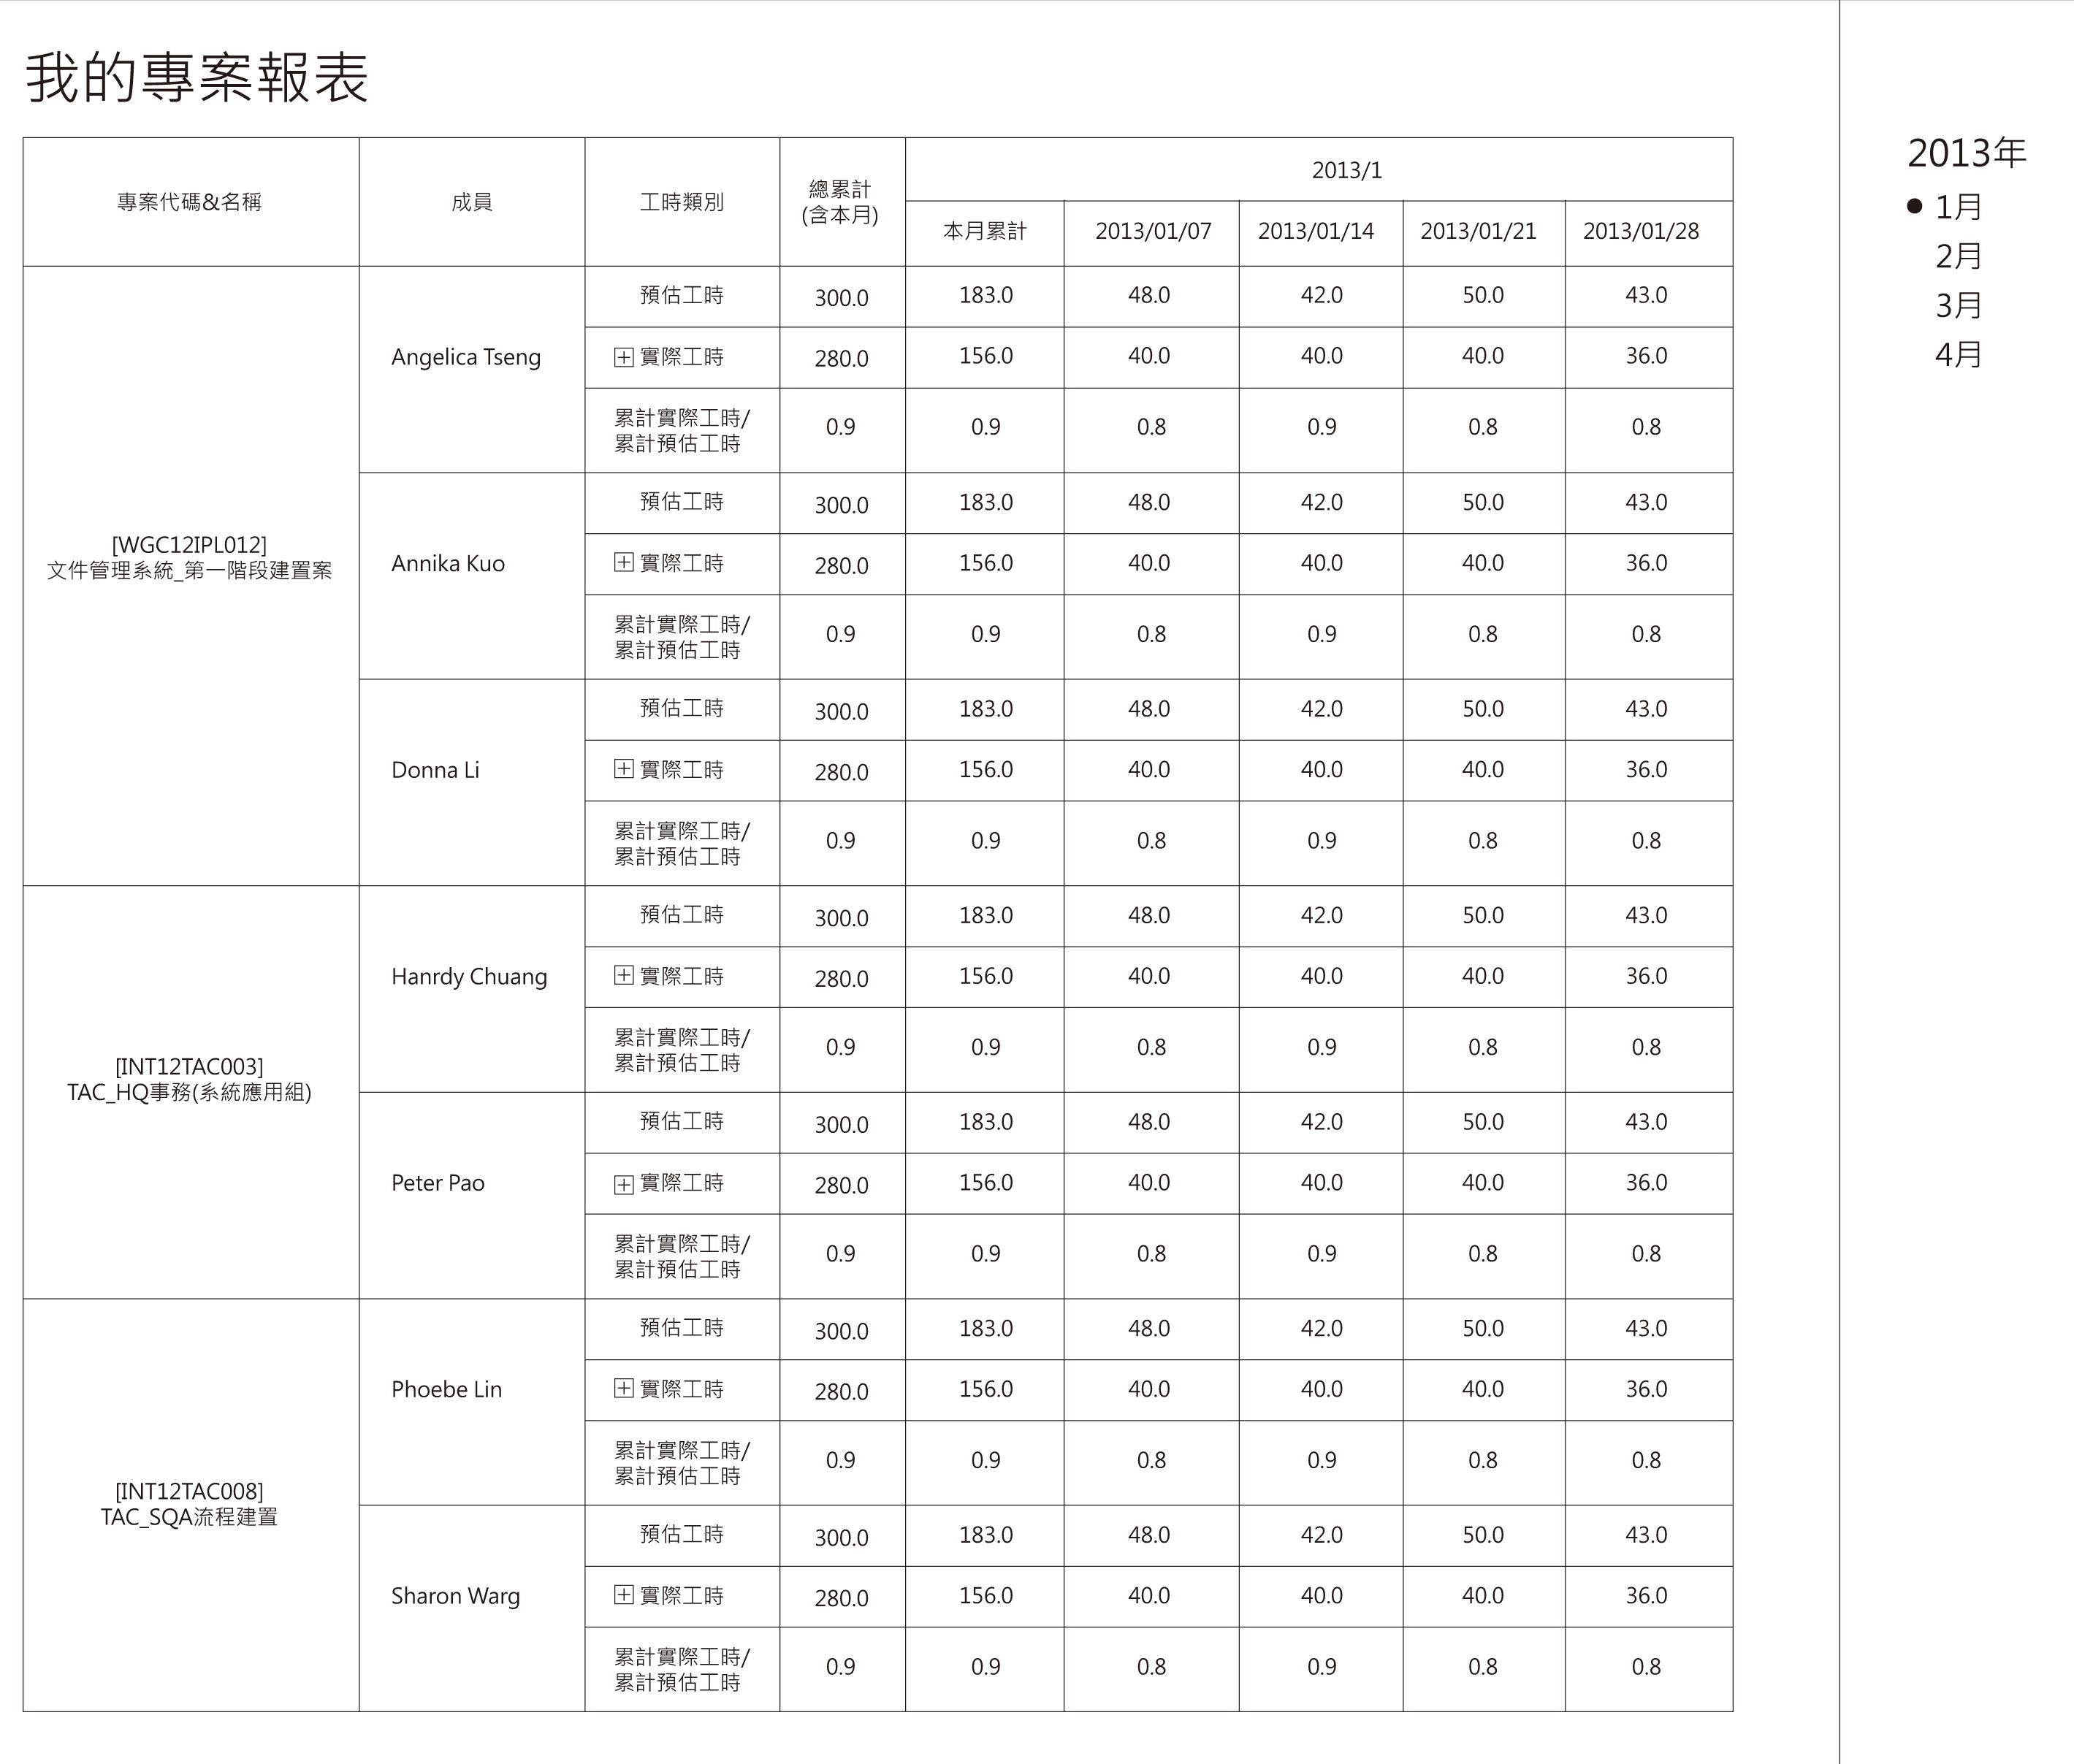 我的專案報表
專案代碼&名稱 成員 工時類別 總累計 2013/1
(含本月) 本月累計 2013/01/07 2013/01/14 2013/01/21 2013/01/28
預估工時 300.0 183.0 48.0 42.0 50.0 43.0
Angelica Tseng 實際工時 280.0 156.0 40.0 40.0 40.0 36.0
累計實際工時/ 0.9 0.9 0.8 0.9 0.8 0.8
累計預估工時
[WGC12IPL012]
文件管理系統_第一階段建置案
預估工時 300.0 183.0 48.0 42.0 50.0 43.0
Annika Kuo 實際工時 280.0 156.0 40.0 40.0 40.0 36.0
累計實際工時/ 0.9 0.9 0.8 0.9 0.8 0.8
累計預估工時
預估工時 300.0 183.0 48.0 42.0 50.0 43.0
Donna Li 實際工時 280.0 156.0 40.0 40.0 40.0 36.0
累計實際工時/ 0.9 0.9 0.8 0.9 0.8 0.8
累計預估工時
[INT12TAC003]
TAC_HQ事務(系統應用組)
預估工時 300.0 183.0 48.0 42.0 50.0 43.0
Hanrdy Chuang 實際工時 280.0 156.0 40.0 40.0 40.0 36.0
累計實際工時/ 0.9 0.9 0.8 0.9 0.8 0.8
累計預估工時
預估工時 300.0 183.0 48.0 42.0 50.0 43.0
Peter Pao 實際工時 280.0 156.0 40.0 40.0 40.0 36.0
累計實際工時/ 0.9 0.9 0.8 0.9 0.8 0.8
累計預估工時
[INT12TAC008]
TAC_SQA流程建置
預估工時 300.0 183.0 48.0 42.0 50.0 43.0
Phoebe Lin 實際工時 280.0 156.0 40.0 40.0 40.0 36.0
累計實際工時/ 0.9 0.9 0.8 0.9 0.8 0.8
累計預估工時
預估工時 300.0 183.0 48.0 42.0 50.0 43.0
Sharon Warg 實際工時 280.0 156.0 40.0 40.0 40.0 36.0
累計實際工時/ 0.9 0.9 0.8 0.9 0.8 0.8
累計預估工時
2013年
1月
2月
3月
4月